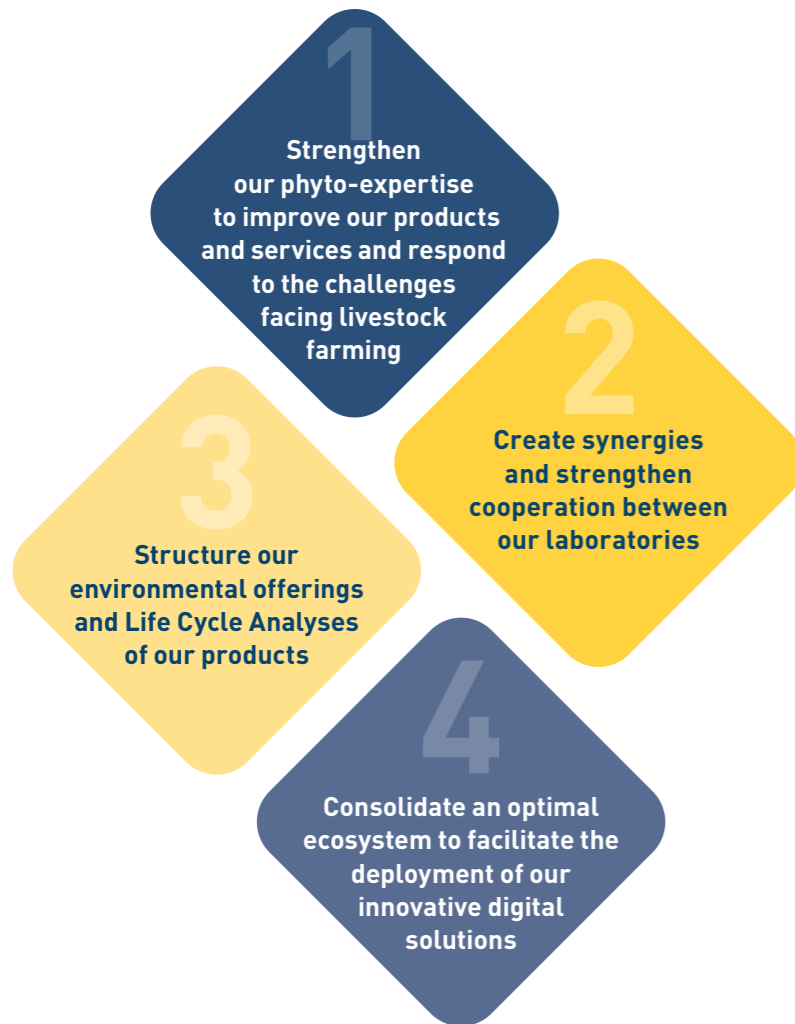 1
Strengthen
our phyto-expertise
to improve our products
and services and respond
to the challenges
facing livestock
farming
2
Create synergies
and strengthen
cooperation between
our laboratories
3
Structure our
environmental offerings
and Life Cycle Analyses
of our products
4
Consolidate an optimal
ecosystem to facilitate the
deployment of our
innovative digital
solutions